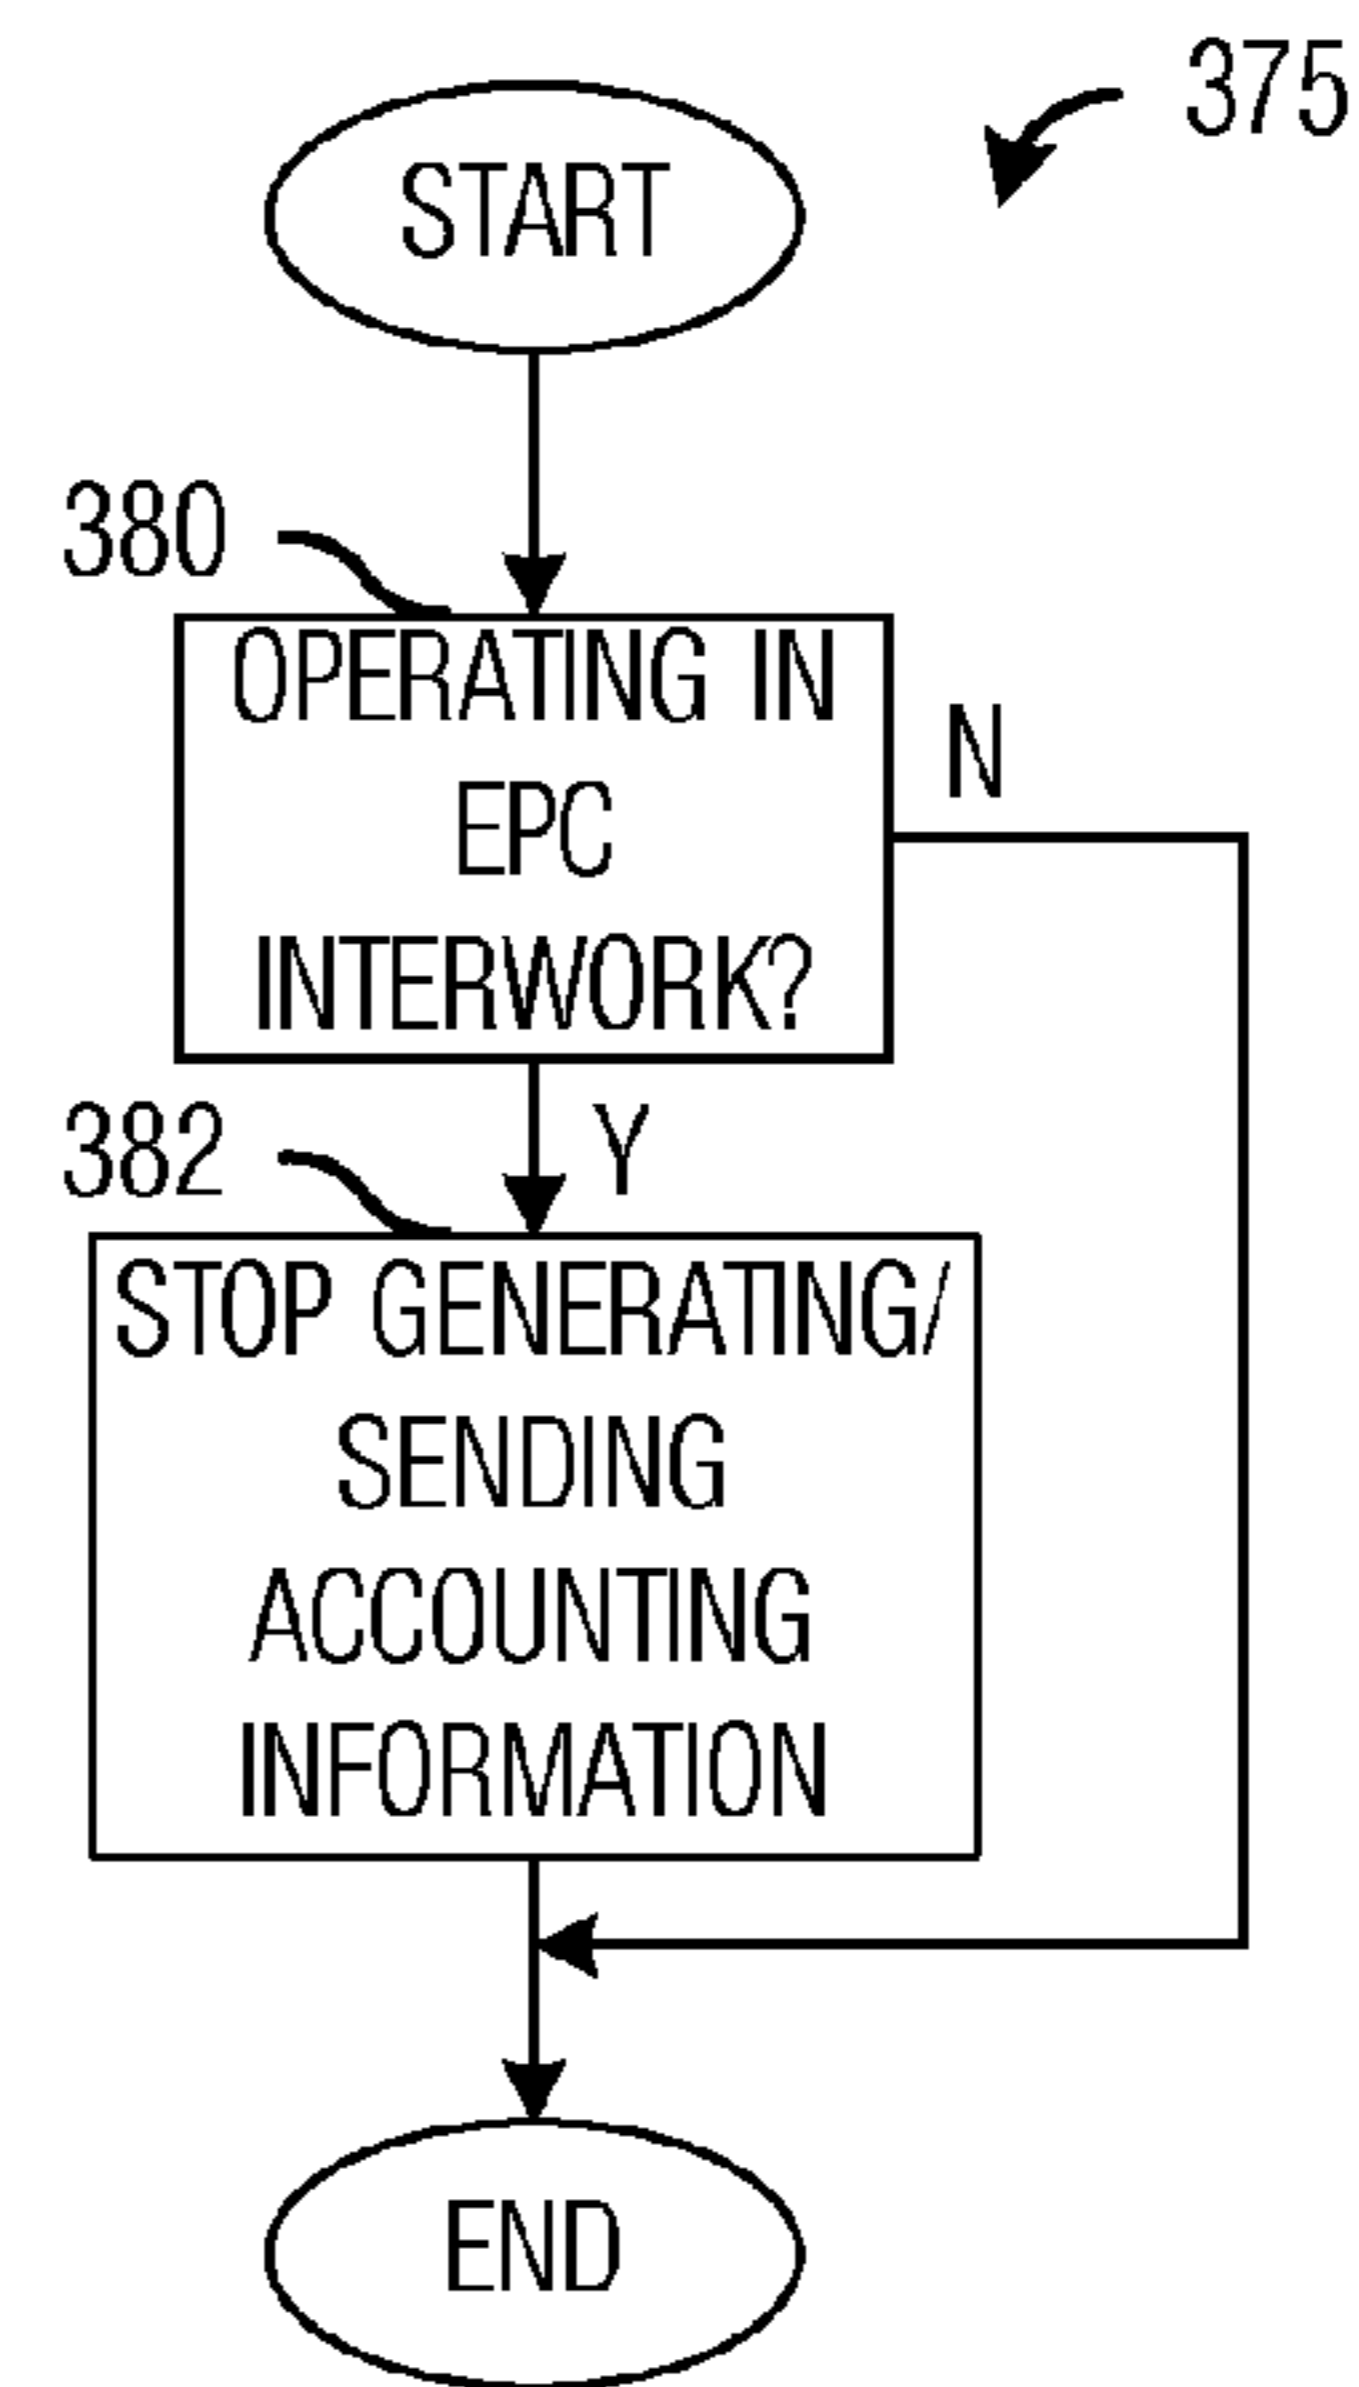 375
START
380
OPERATING IN
EPC
INTERWORK?
N
382
Y
STOP GENERATING/
SENDING
ACCOUNTING
INFORMATION
END